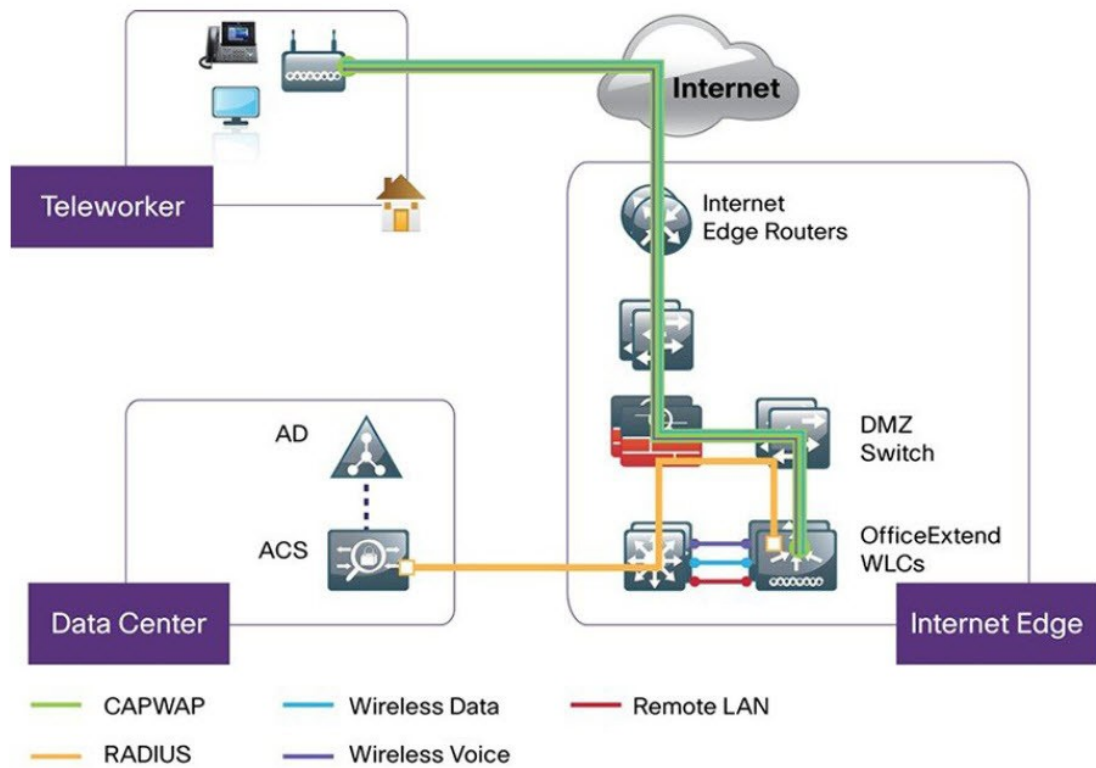 Internet
Teleworker
Internet
Edge Routers
AD
DMZ
Switch
ACS
OfficeExtend
WLCs
Data Center
Internet Edge
CAPWAP
Wireless Data
Remote LAN
RADIUS
Wireless Voice